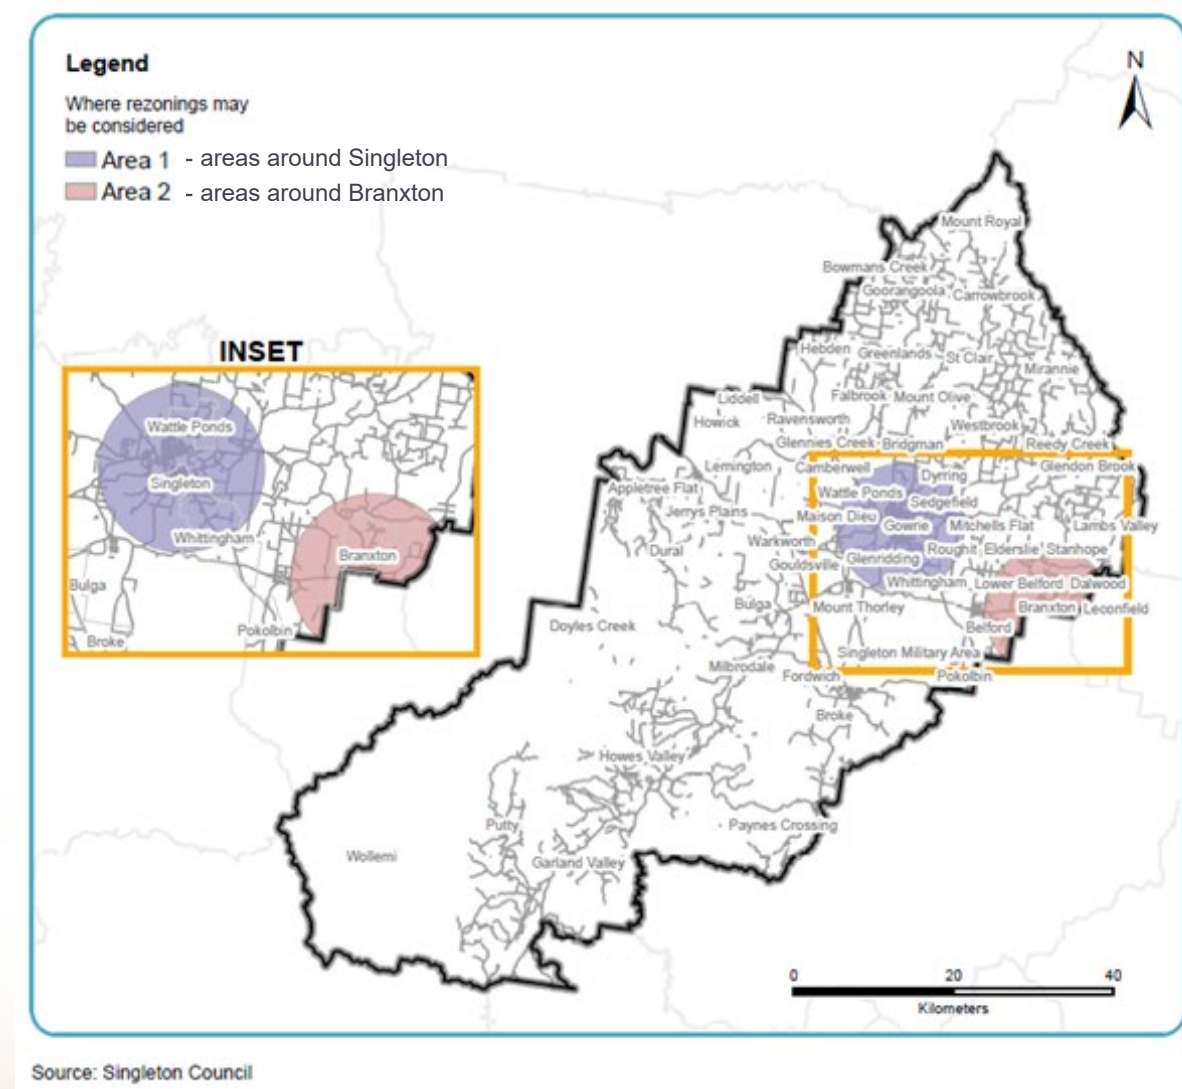 Legend
Where rezonings may
be considered
Area 1 - areas around Singleton
Area 2 - areas around Branxton
N
INSET
Wattle Ponds
Singleton
Whittingham
Branxton
Bulga
Pokolbin
Broke
Mount Royal
Bowmans Creek
Goorangoola
Carrowbrook
Hebden
Greenlands
St Clair
Mirannie
Liddell
Falbrook
Mount Olive
Howick
Ravensworth
Westbrook
Glennies Creek
Bridgman
Reedy Creek
Lemington
Camberwell
Dyrring
Glendon Brook
Appletree Flat
Wattle Ponds
Sedgefield
Jerrys Plains
Maison Dieu
Gowrie
Mitchells Flat
Lambs Valley
Dural
Warkworth
Roughit
Elderslie
Stanhope
Gouldsville
Glenridding
Whittingham
Lower Belford
Dalwood
Bulga
Mount Thorley
Branxton
Leconfield
Doyles Creek
Belford
Singleton Military Area
Milbrodale
Fordwich
Pokolbin
Broke
Howes Valley
Putty
Paynes Crossing
Wollemi
Garland Valley
0 20 40
Kilometers
Source: Singleton Council